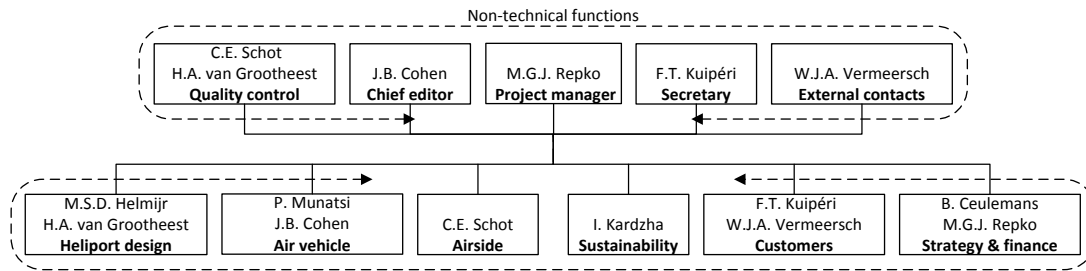 Non-technical functions
C.E. Schot
H.A. van Grootheest
Quality control
J.B. Cohen
Chief editor
M.G.J. Repko
Project manager
F.T. Kuipéri
Secretary
W.J.A. Vermeersch
External contacts
M.S.D. Helmijr
H.A. van Grootheest
Heliport design
P. Munatsi
J.B. Cohen
Air vehicle
C.E. Schot
Airside
I. Kardzha
Sustainability
F.T. Kuipéri
W.J.A. Vermeersch
Customers
B. Ceulemans
M.G.J. Repko
Strategy & finance